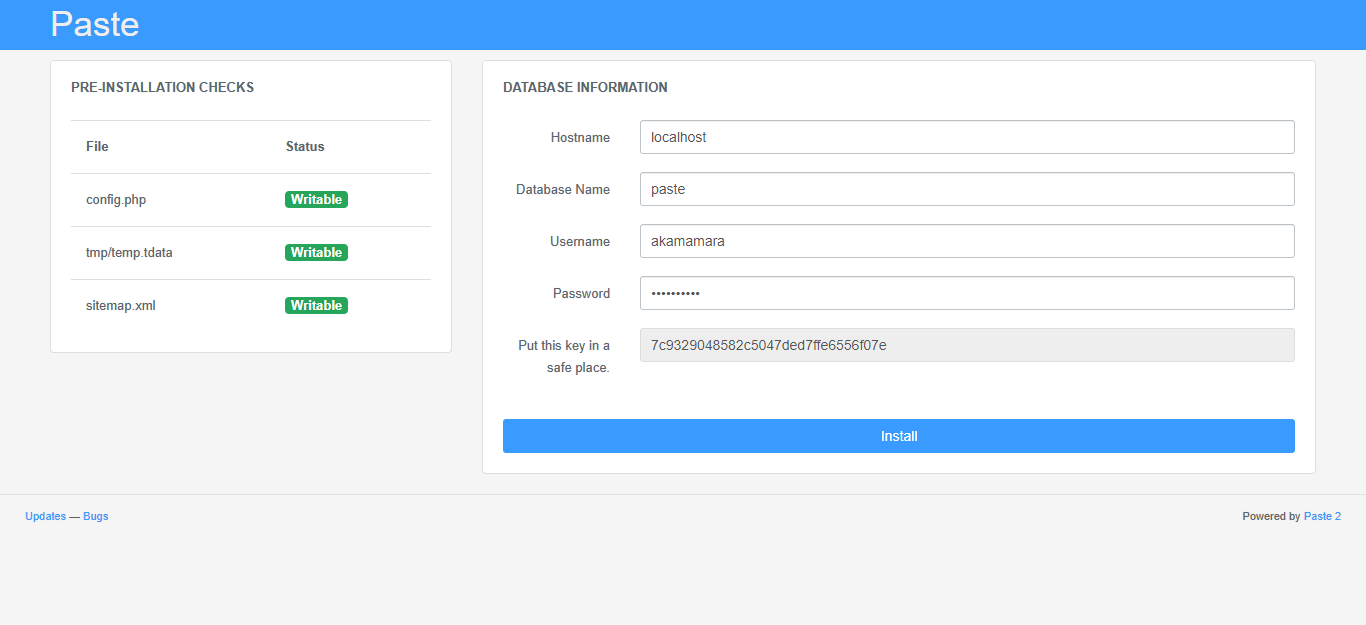 Paste
PRE-INSTALLATION CHECKS
File Status
config.php Writable
tmp/temp.tdata Writable
sitemap.xml Writable
DATABASE INFORMATION
Hostname localhost
Database Name paste
Username akamamara
Password ••••••••••
Put this key in a 7c9329048582c5047ded7ffe6556f07e
safe place.
Install
Updates — Bugs
Powered by Paste 2